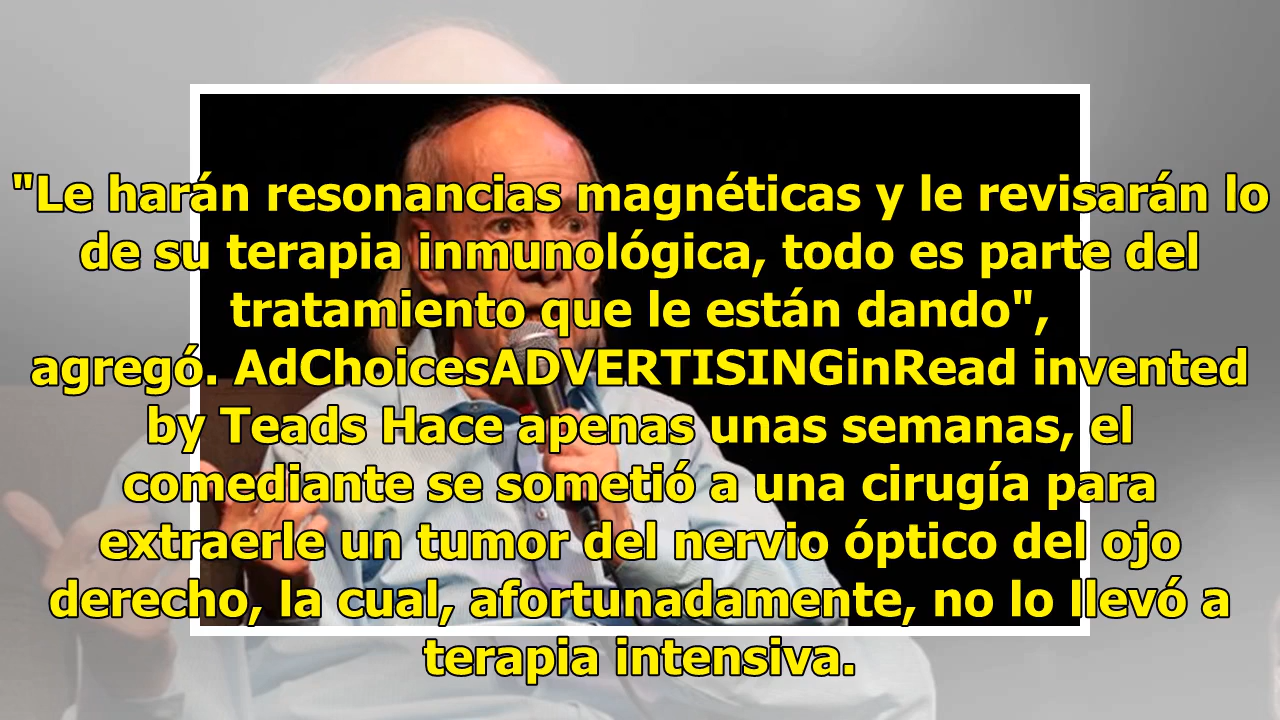 "Le harán resonancias magnéticas y le revisarán lo
de su terapia inmunológica, todo es parte del
tratamiento que le están dando",
agregó. AdChoicesADVERTISINGinRead invented
by Teads Hace apenas unas semanas, el
comediante se sometió a una cirugía para
extraerle un tumor del nervio óptico del ojo
derecho, la cual, afortunadamente, no lo llevó a
terapia intensiva.